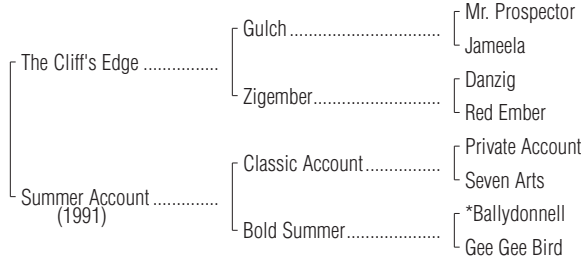 Mr. Prospector
Gulch
Jameela
The Cliff's Edge
Danzig
Zigember
Red Ember
Private Account
Classic Account
Seven Arts
Summer Account
(1991)
*Ballydonnell
Bold Summer
Gee Gee Bird